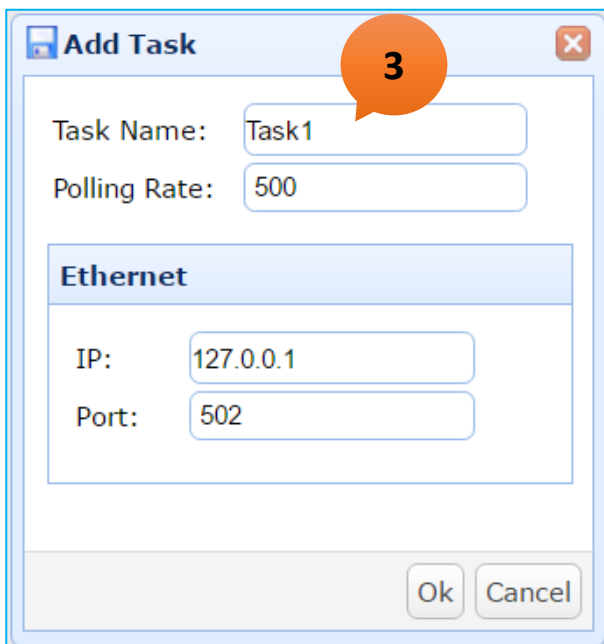 Add Task
3
Task Name: Task1
Polling Rate: 500
Ethernet
IP: 127.0.0.1
Port: 502
Ok Cancel